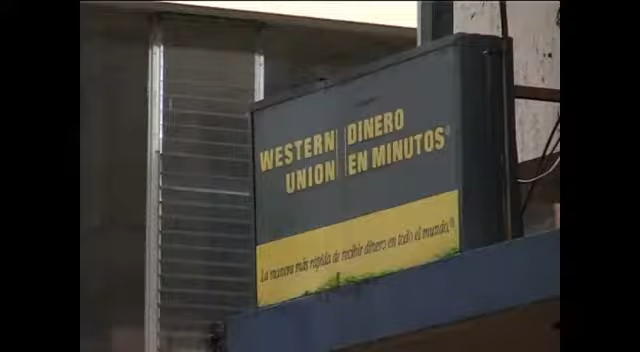 WESTERN UNION
DINERO EN MINUTOS®
La manera más rápida de recibir dinero en todo el mundo.®